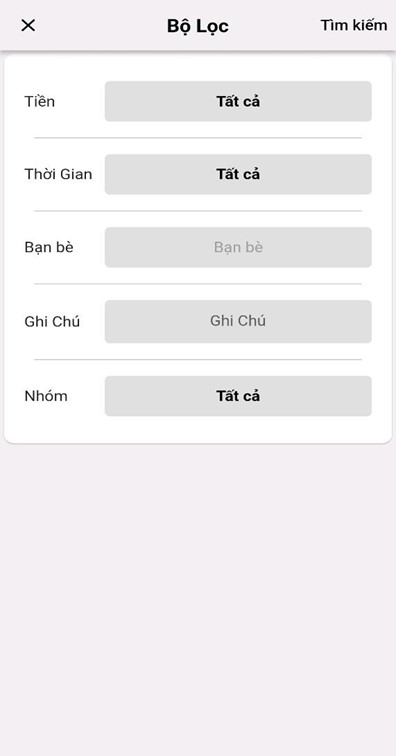 Bộ Lọc
Tìm kiếm
Tiền
Tất cả
Thời Gian
Tất cả
Bạn bè
Bạn bè
Ghi Chú
Ghi Chú
Nhóm
Tất cả